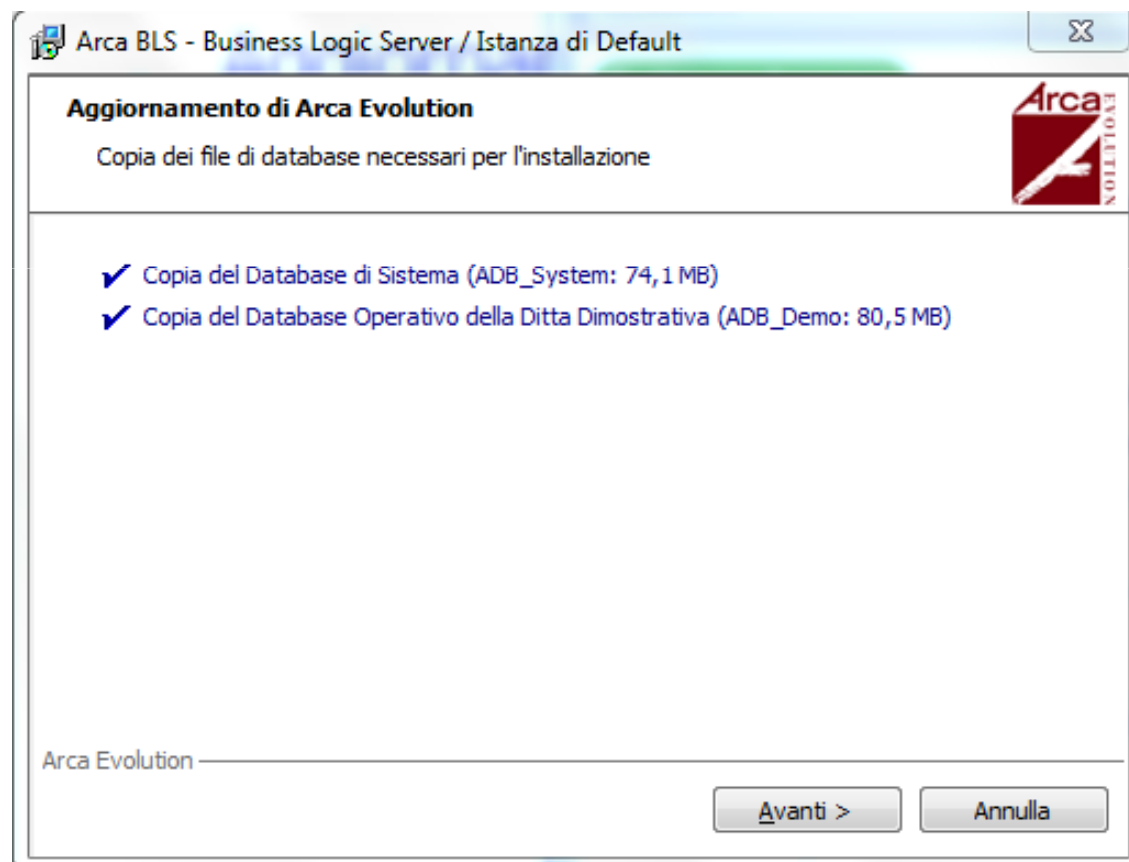 Arca BLS - Business Logic Server / Istanza di Default
Aggiornamento di Arca Evolution
Copia dei file di database necessari per l'installazione
Arca
EVOLUTION
Copia del Database di Sistema (ADB_System: 74,1 MB)
Copia del Database Operativo della Ditta Dimostrativa (ADB_Demo: 80,5 MB)
Arca Evolution
Avanti >
Annulla